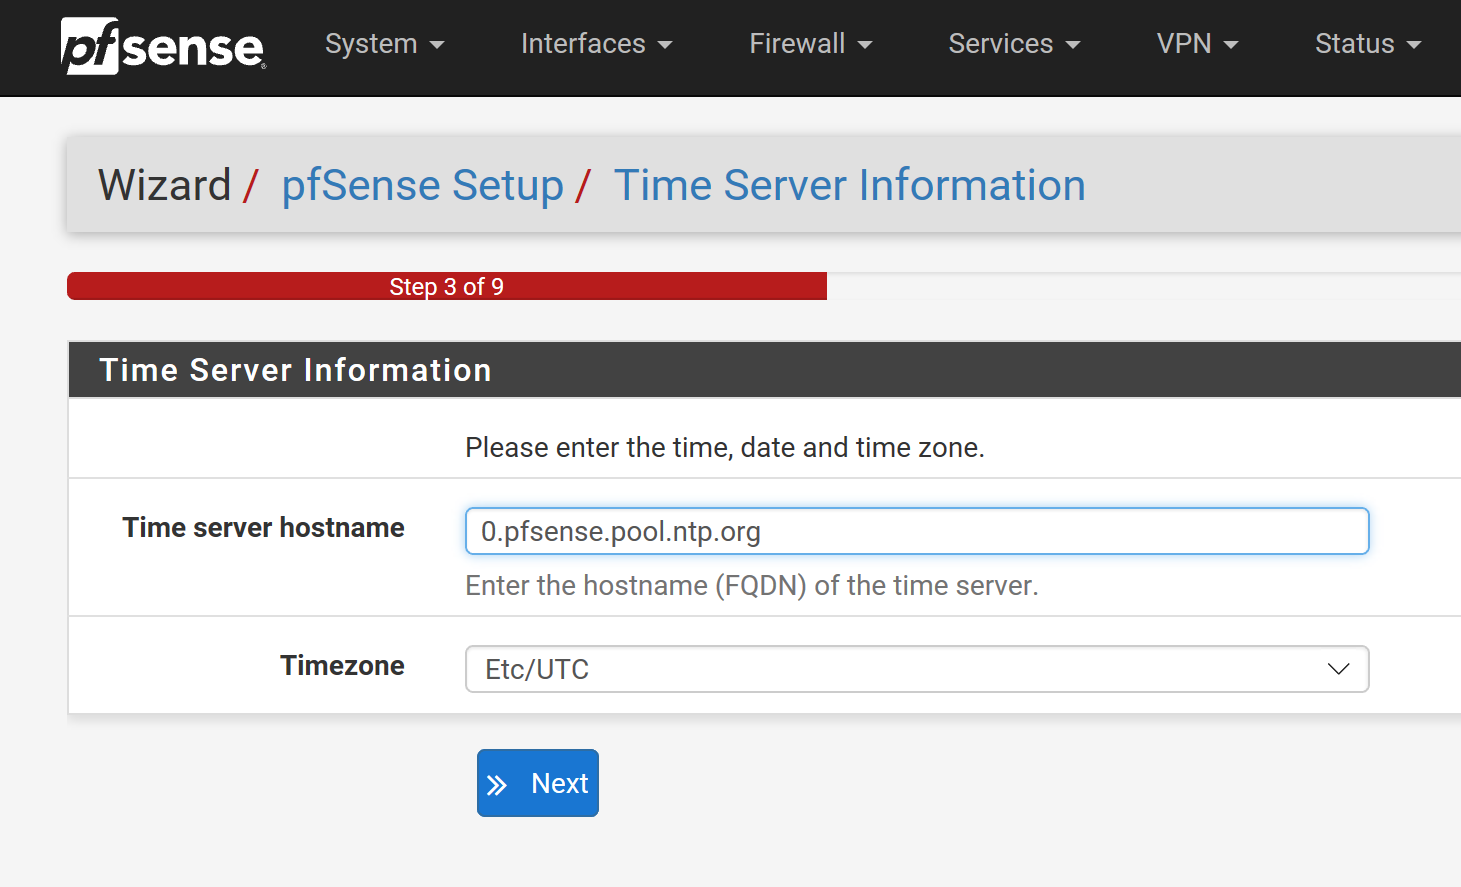 pfsense System Interfaces Firewall Services VPN Status
Wizard / pfSense Setup / Time Server Information
Step 3 of 9
Time Server Information
Please enter the time, date and time zone.
Time server hostname 0.pfsense.pool.ntp.org
Enter the hostname (FQDN) of the time server.
Timezone Etc/UTC
Next